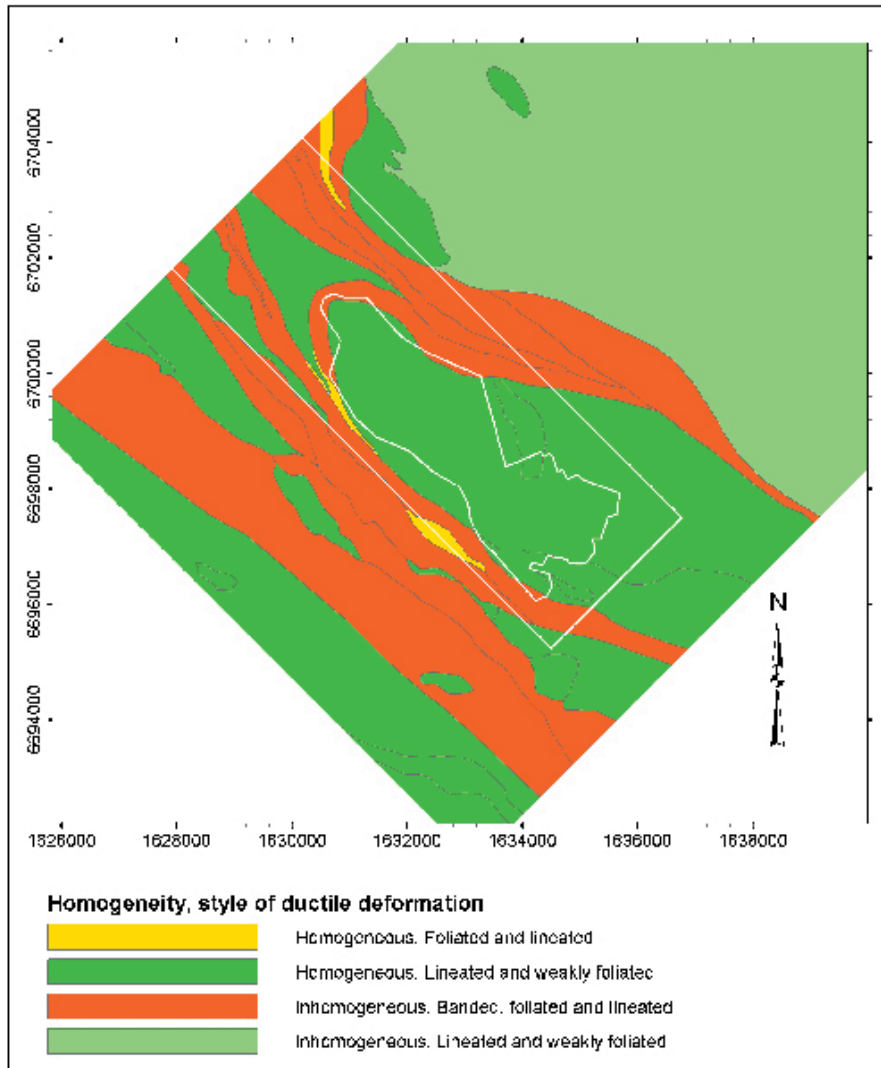 6704000
6702000
6700000
6698000
6696000
6694000
N
1626000 1628000 1630000 1632000 1634000 1636000 1638000
Homogeneity, style of ductile deformation
Homogeneous. Foliated and lineated
Homogeneous. Lineated and weakly foliated
Inhomogeneous. Banded, foliated and lineated
Inhomogeneous. Lineated and weakly foliated